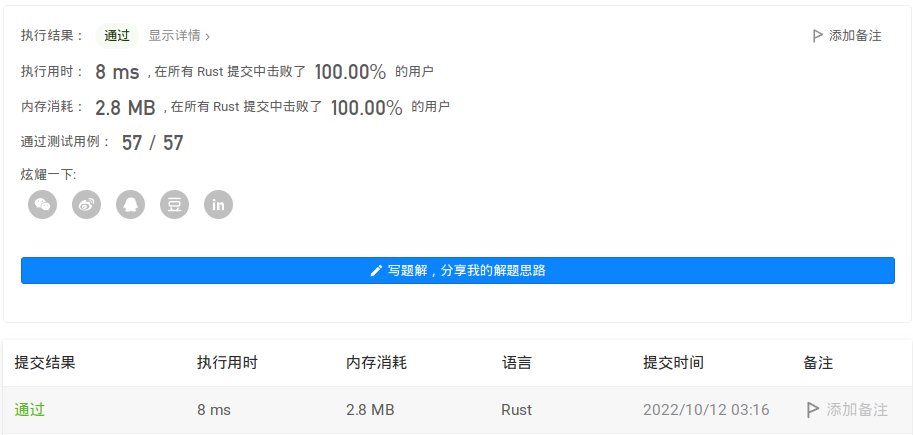 执行结果： 通过 显示详情 › 添加备注
执行用时： 8 ms , 在所有 Rust 提交中击败了 100.00% 的用户
内存消耗： 2.8 MB , 在所有 Rust 提交中击败了 100.00% 的用户
通过测试用例： 57 / 57
炫耀一下:
豆 in
写题解，分享我的解题思路
提交结果 执行用时 内存消耗 语言 提交时间 备注
通过 8 ms 2.8 MB Rust 2022/10/12 03:16 添加备注